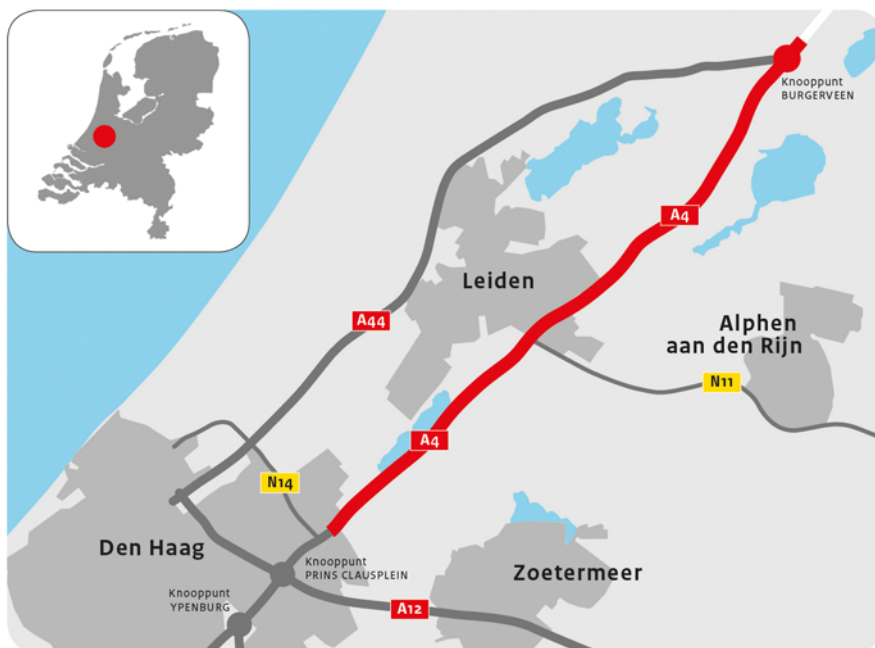 Knooppunt
BURGERVEEN
A4
Leiden
A44
Alphen
aan den Rijn
N11
A4
N14
Den Haag
Knooppunt
PRINS CLAUSPLEIN
Zoetermeer
Knooppunt
YPENBURG
A12